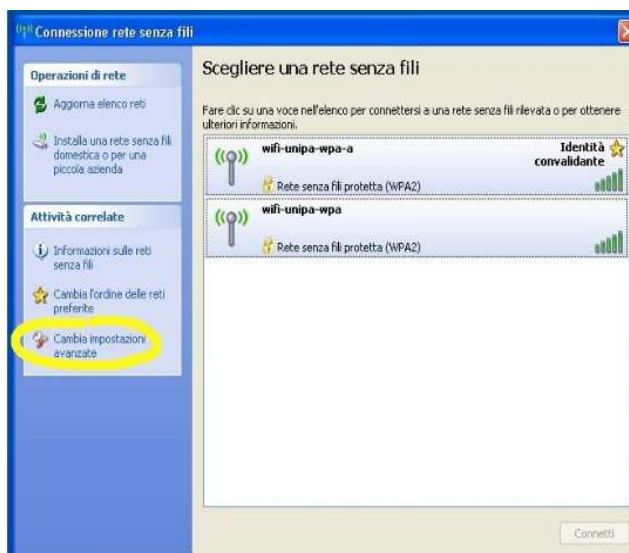 Connessione rete senza fili
Operazioni di rete
Aggiorna elenco reti
Installa una rete senza fili
domestica o per una
piccola azienda
Attività correlate
Informazioni sulle reti
senza fili
Cambia l'ordine delle reti
preferite
Cambia impostazioni
avanzate
Scegliere una rete senza fili
Fare clic su una voce nell'elenco per connettersi a una rete senza fili rilevata o per ottenere
ulteriori informazioni.
wifi-unipa-wpa-a
Identità
convalidante
Rete senza fili protetta (WPA2)
wifi-unipa-wpa
Rete senza fili protetta (WPA2)
Connetti